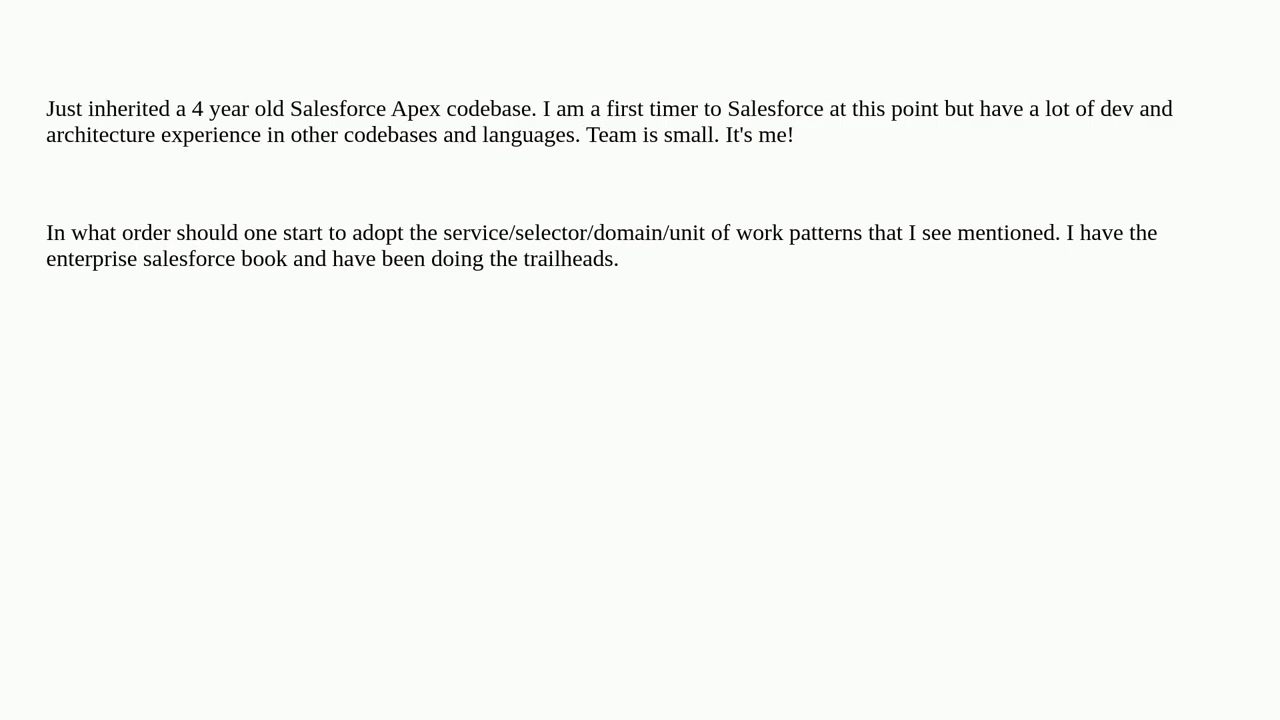 Just inherited a 4 year old Salesforce Apex codebase. I am a first timer to Salesforce at this point but have a lot of dev and
architecture experience in other codebases and languages. Team is small. It's me!
In what order should one start to adopt the service/selector/domain/unit of work patterns that I see mentioned. I have the
enterprise salesforce book and have been doing the trailheads.